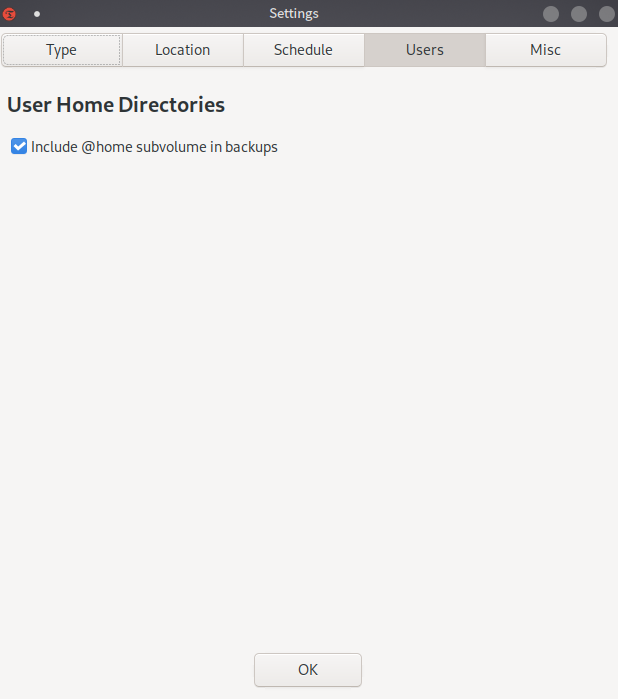 Settings
Type Location Schedule Users Misc
User Home Directories
Include @home subvolume in backups
OK